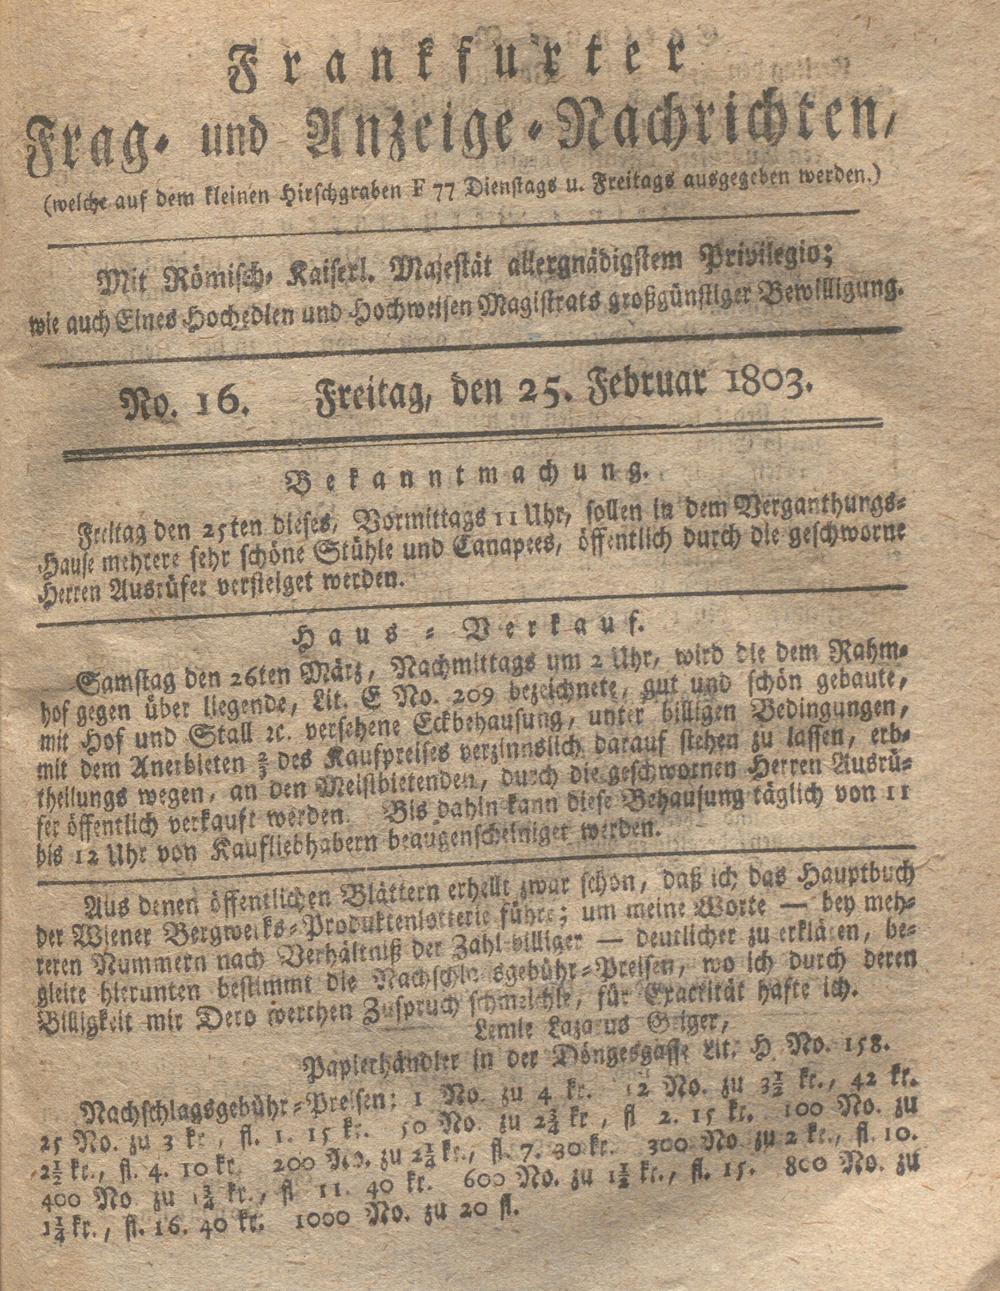 Frankfurter
Frag- und Anzeige-Nachrichten,
(welche auf dem kleinen Hirschgraben F 77 Dienstags u. Freitags ausgegeben werden.)
Mit Römisch- Kaiserl. Majestät allergnädigstem Privilegio;
wie auch Eines Hochedlen und Hochweisen Magistrats großgünstiger Bewilligung.
No. 16. Freitag, den 25. Februar 1803.
Bekanntmachung.
Freitag den 25ten dieses, Vormittags 11 Uhr, sollen in dem Verganthungs-
Hause mehrere sehr schöne Stühle und Canapees, öffentlich durch die geschworne
Herren Ausrüfer versteiget werden.
Haus-Verkauf.
Samstag den 26ten März, Nachmittags um 2 Uhr, wird die dem Rahm-
hof gegen über liegende, Lit. E No. 209 bezeichnete, gut und schön gebaute,
mit Hof und Stall ꝛc. versehene Eckbehausung, unter billigen Bedingungen,
mit dem Anerbieten ⅔ des Kaufpreises verzinnslich darauf stehen zu lassen, erb-
theilungs wegen, an den Meistbietenden, durch die geschwornen Herren Ausrü-
fer öffentlich verkauft werden. Bis dahin kann diese Behausung täglich von 11
bis 12 Uhr von Kaufliebhabern beaugenscheiniget werden.
Aus denen öffentlichen Blättern erhellt zwar schon, daß ich das Hauptbuch
der Wiener Bergwerks-Produktenlotterie führe; um meine Worte — bey meh-
reren Nummern nach Verhältniß der Zahl billiger — deutlicher zu erklären, be-
gleite hierunten bestimmt die Nachschlagsgebühr-Preisen, wo ich durch deren
Billigkeit mir Dero werthen Zuspruch schmeichle, für Exactität hafte ich.
Lemle Lazarus Geiger,
Papierhändler in der Döngesgasse Lit. H No. 158.
Nachschlagsgebühr-Preisen: 1 No. zu 4 kr. 12 No. zu 3½ kr., 42 kr.
25 No. zu 3 kr., fl. 1. 15 kr. 50 No. zu 2¾ kr, fl 2. 15 kr. 100 No. zu
2½ kr., fl. 4. 10 kr. 200 No. zu 2¼ kr., fl. 7. 30 kr. 300 No. zu 2 kr., fl. 10.
400 No zu 1¾ kr., fl 11. 40 kr. 600 No. zu 1½ kr., fl. 15. 800 No. zu
1¼ kr., fl. 16. 40 kr. 1000 No. zu 20 fl.